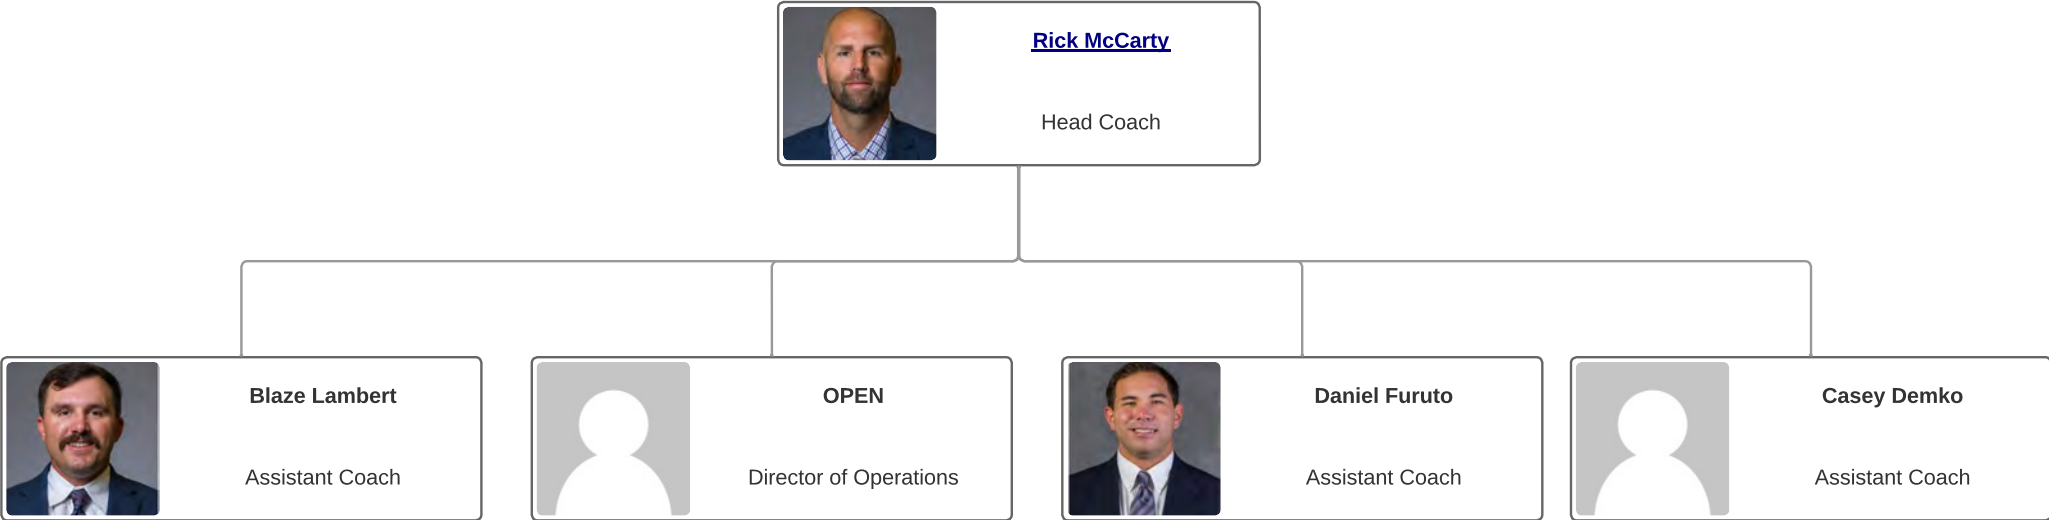 Rick McCarty
Head Coach
Blaze Lambert
Assistant Coach
OPEN
Director of Operations
Daniel Furuto
Assistant Coach
Casey Demko
Assistant Coach